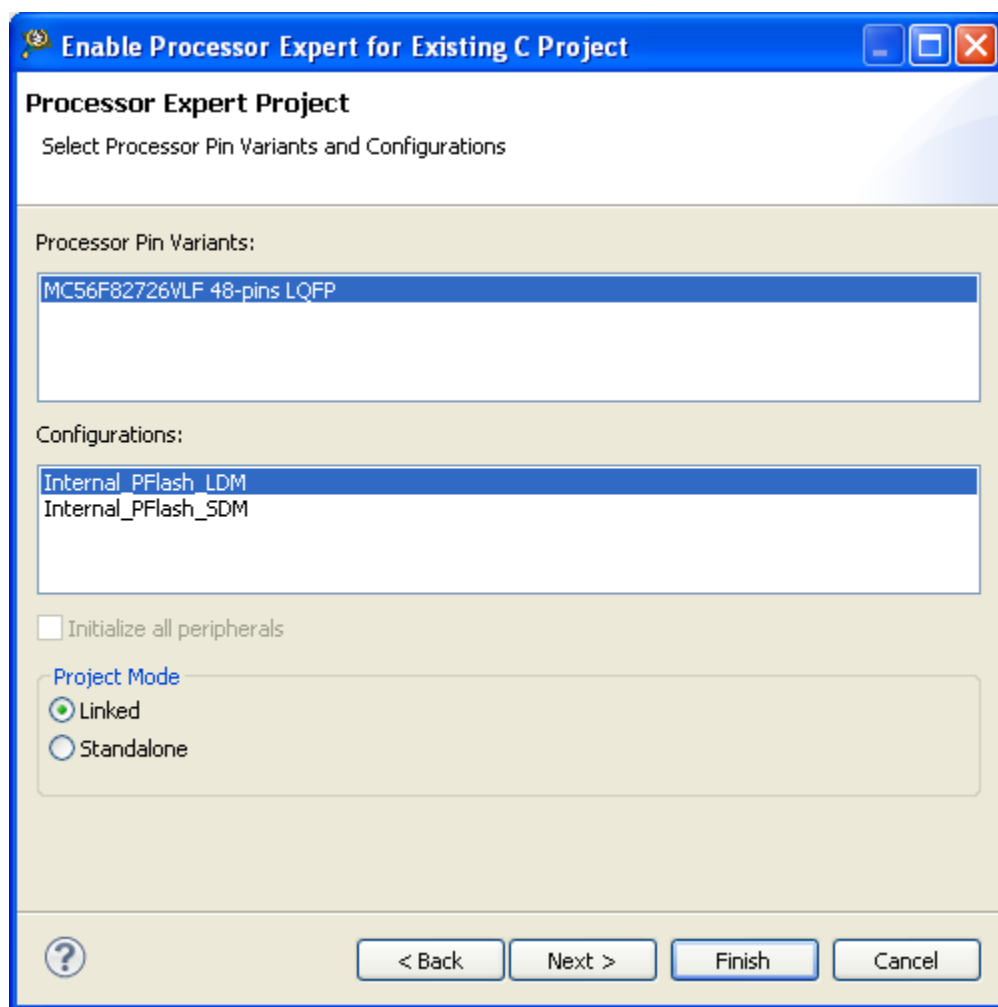 Enable Processor Expert for Existing C Project
Processor Expert Project
Select Processor Pin Variants and Configurations
Processor Pin Variants:
MC56F82726VLF 48-pins LQFP
Configurations:
Internal_PFlash_LDM
Internal_PFlash_SDM
Initialize all peripherals
Project Mode
Linked
Standalone
? < Back Next > Finish Cancel